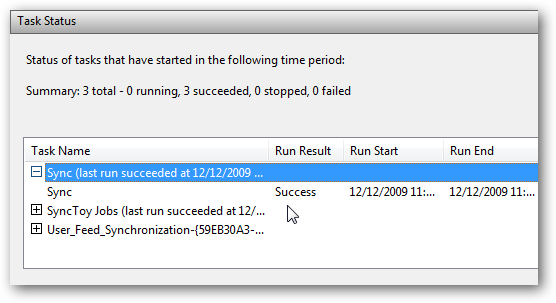 Task Status
Status of tasks that have started in the following time period:
Summary: 3 total - 0 running, 3 succeeded, 0 stopped, 0 failed
Task Name Run Result Run Start Run End
Sync (last run succeeded at 12/12/2009 ...
Sync Success 12/12/2009 11:... 12/12/2009 11:...
SyncToy Jobs (last run succeeded at 12/...
User_Feed_Synchronization-{59EB30A3-...